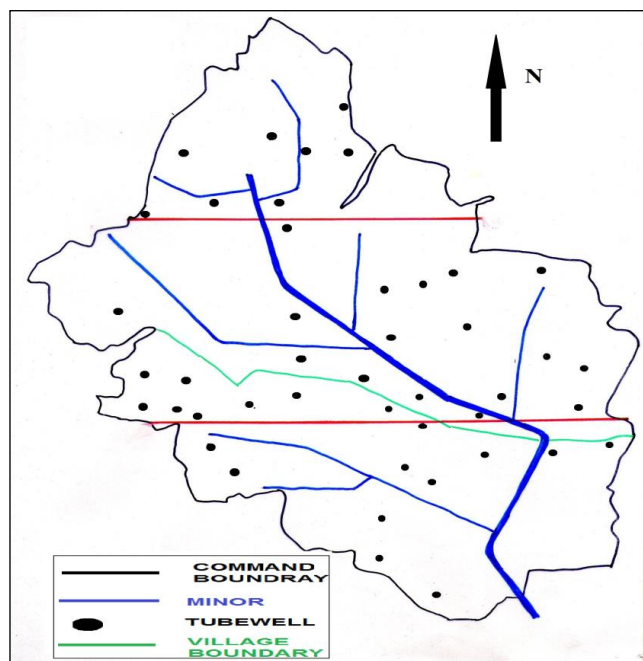 N
COMMAND
BOUNDRAY
MINOR
TUBEWELL
VILLAGE
BOUNDARY